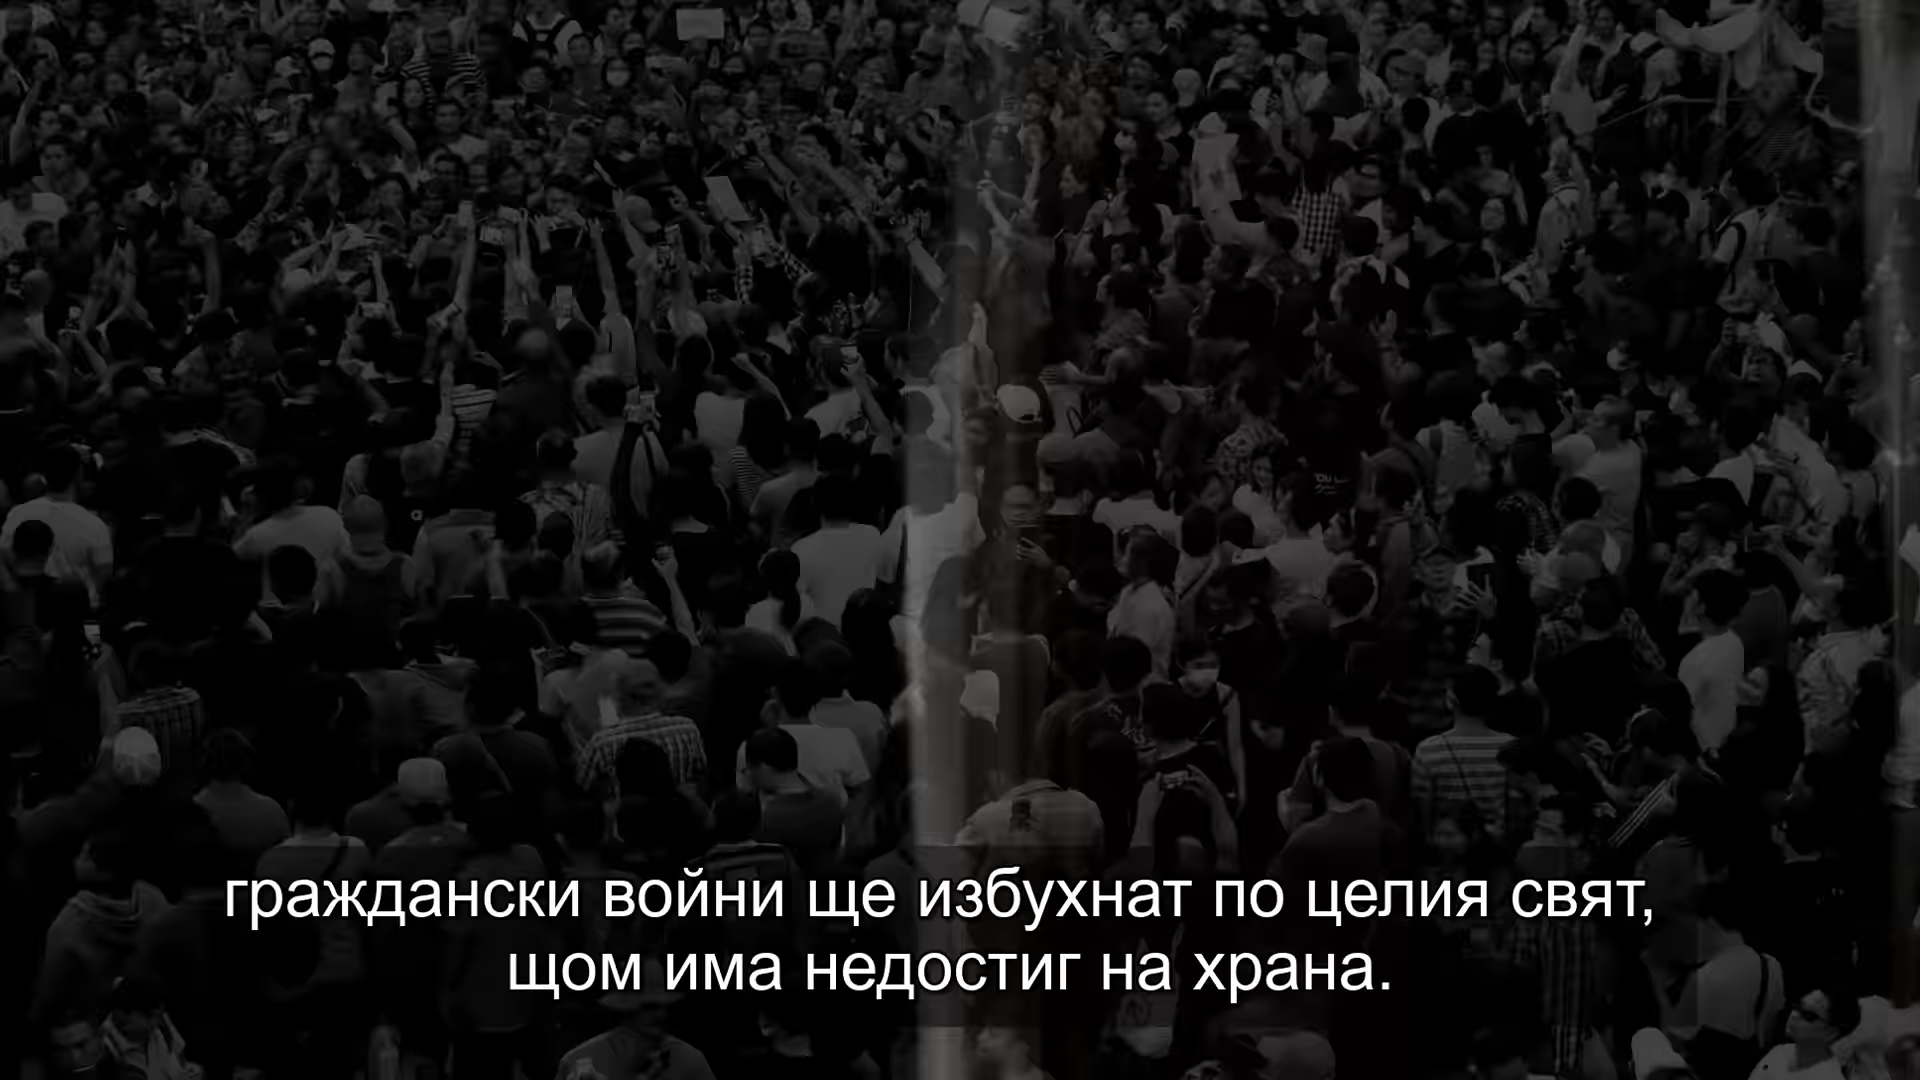 граждански войни ще избухнат по целия свят,
щом има недостиг на храна.